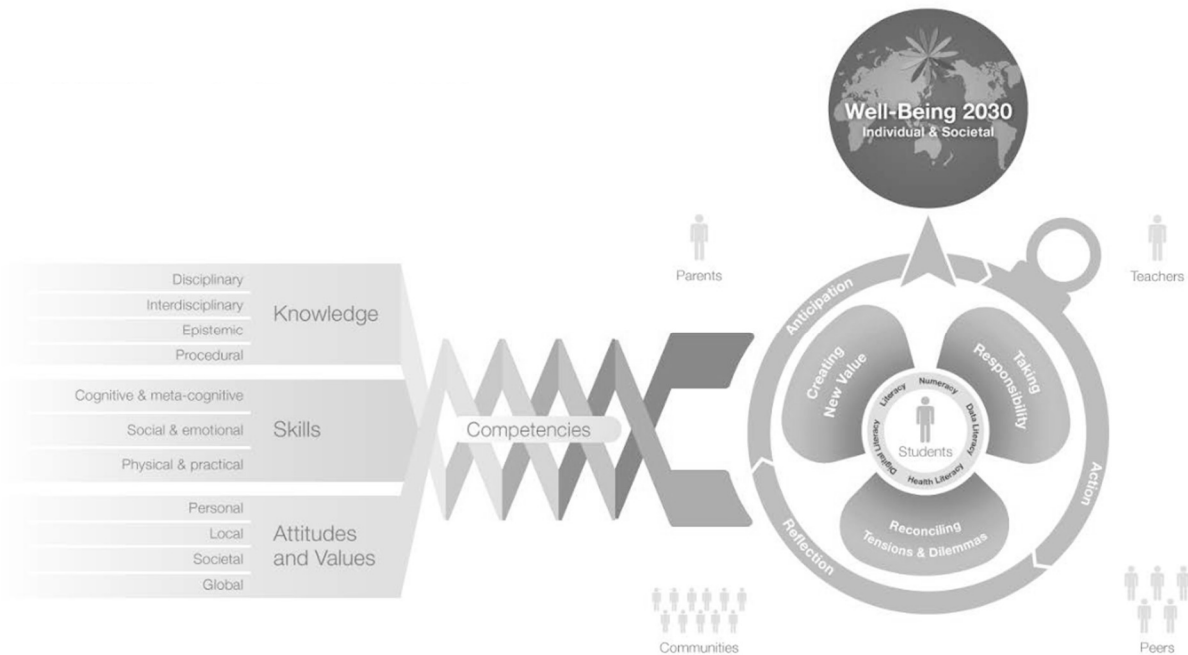 Well-Being 2030
Individual & Societal
Parents
Teachers
Disciplinary
Interdisciplinary
Epistemic
Procedural
Knowledge
Cognitive & meta-cognitive
Social & emotional
Physical & practical
Skills
Personal
Local
Societal
Global
Attitudes
and Values
Competencies
Anticipation
Action
Reflection
Creating
New Value
Taking
Responsibility
Reconciling
Tensions & Dilemmas
Literacy
Numeracy
Data Literacy
Health Literacy
Digital Literacy
Students
Communities
Peers